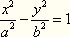 x²/a² − y²/b² = 1